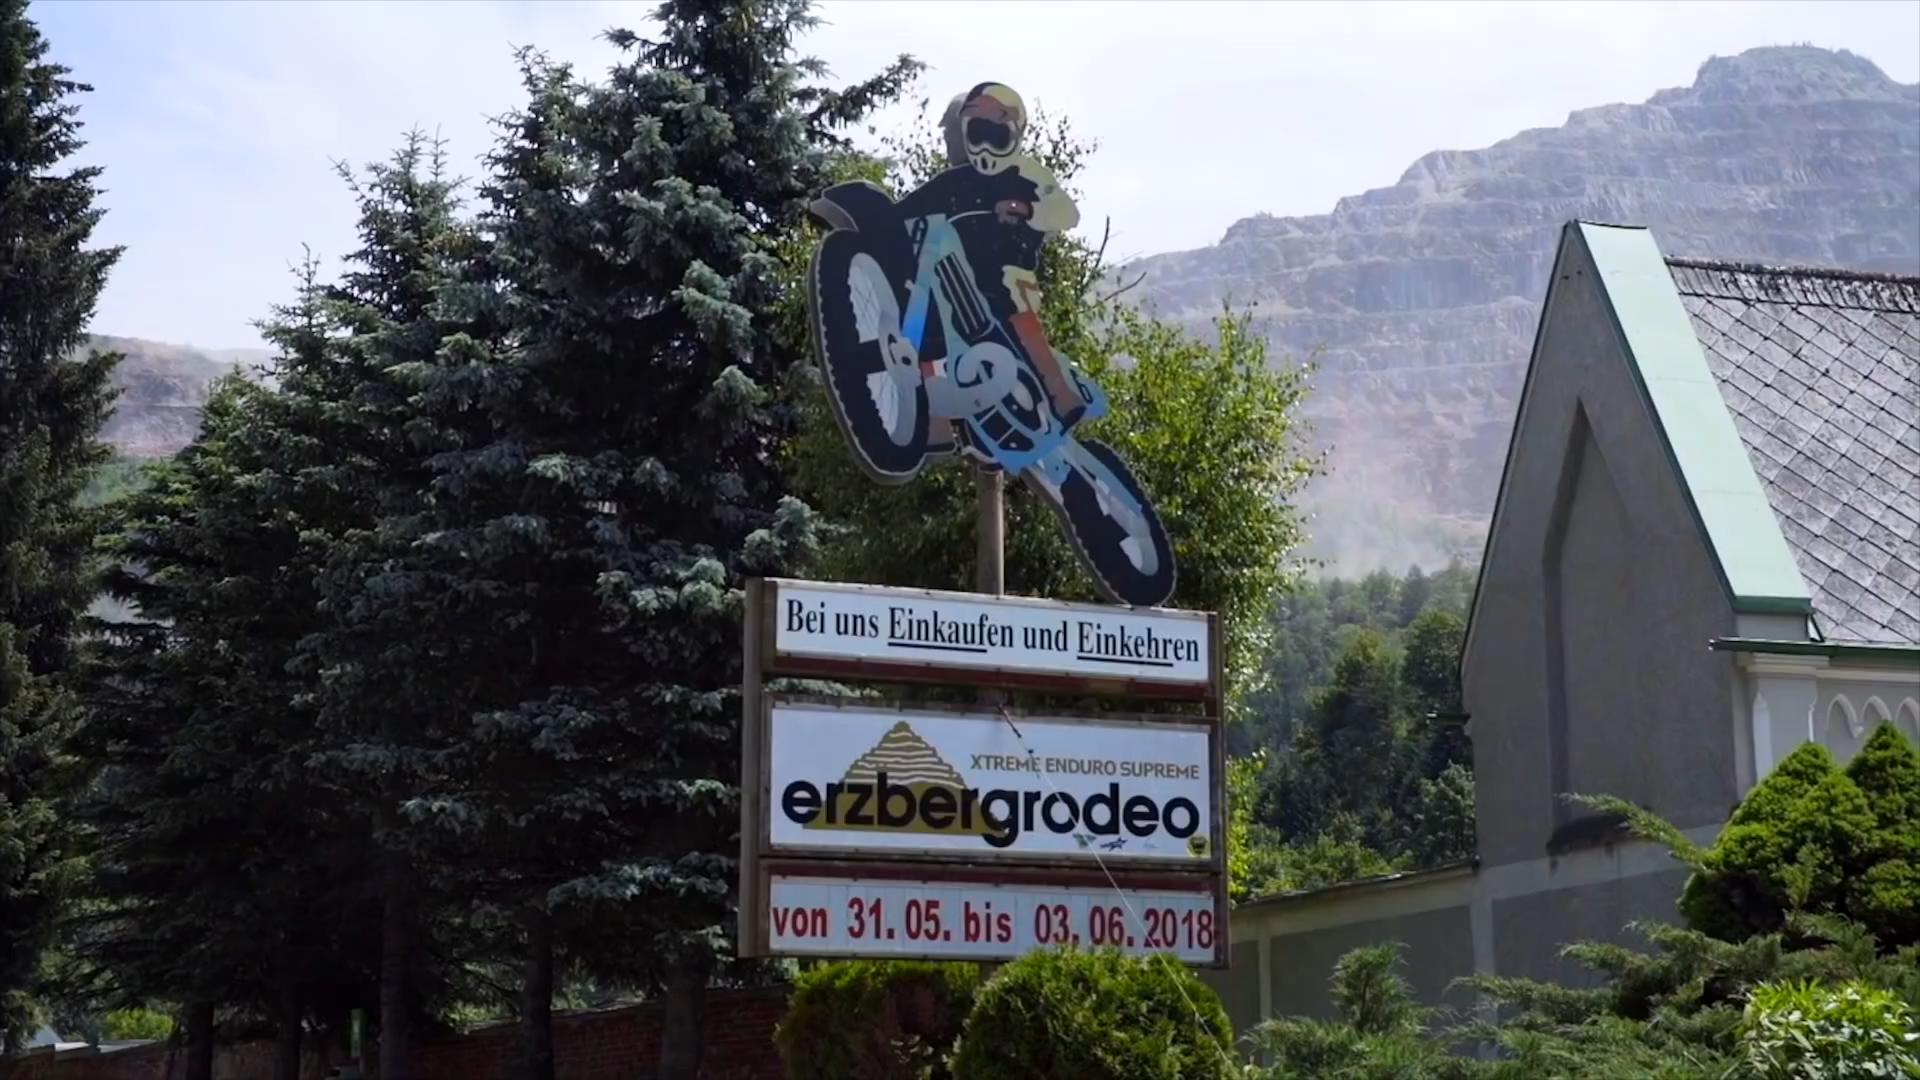 Bei uns Einkaufen und Einkehren
XTREME ENDURO SUPREME
erzbergrodeo
von 31. 05. bis 03. 06. 2018